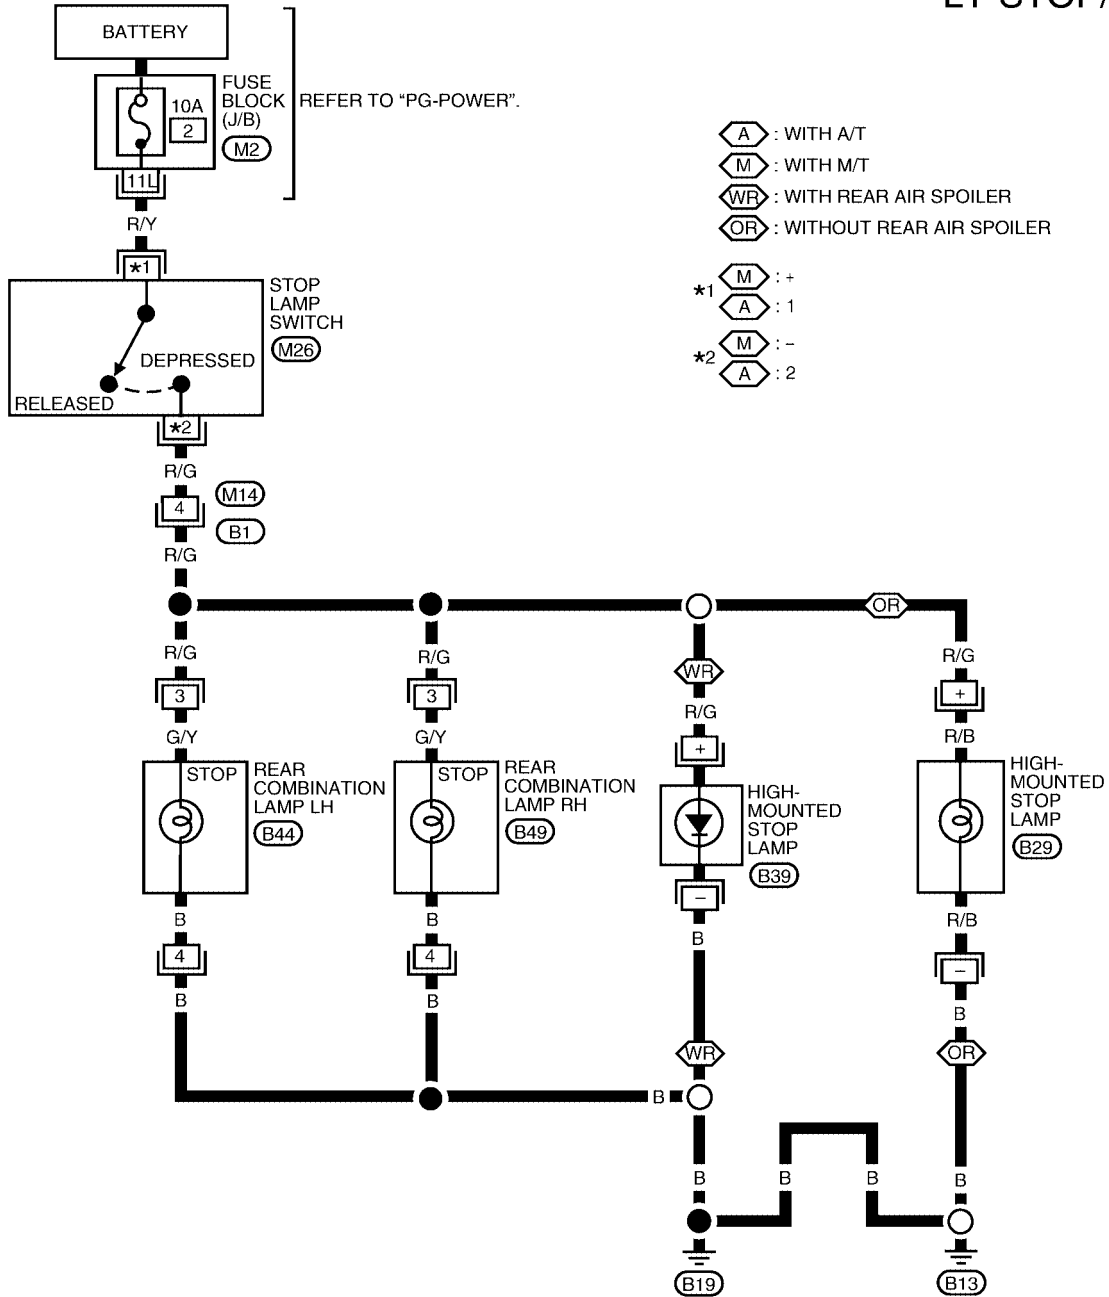 BATTERY
FUSE
BLOCK
(J/B)
M2
10A
2
REFER TO “PG-POWER”.
11L
R/Y
*1
STOP
LAMP
SWITCH
M26
DEPRESSED
RELEASED
*2
R/G
M14
4
B1
R/G
A : WITH A/T
M : WITH M/T
WR : WITH REAR AIR SPOILER
OR : WITHOUT REAR AIR SPOILER
*1 M : +
A : 1
*2 M : –
A : 2
OR
R/G
R/G
WR
R/G
3
3
R/G
+
G/Y
G/Y
+
R/B
STOP
REAR
COMBINATION
LAMP LH
B44
STOP
REAR
COMBINATION
LAMP RH
B49
HIGH-
MOUNTED
STOP
LAMP
B39
HIGH-
MOUNTED
STOP
LAMP
B29
B
B
–
R/B
4
4
B
–
B
B
B
WR
OR
B
B
B
B
B
B19
B13